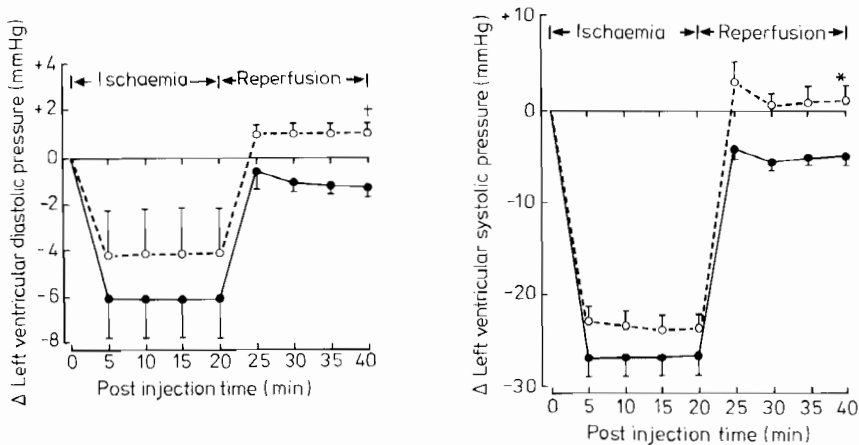 Δ Left ventricular diastolic pressure (mmHg)
+4
+2
0
-2
-4
-6
-8
Ischaemia
Reperfusion
†
0 5 10 15 20 25 30 35 40
Post injection time (min)
Δ Left ventricular systolic pressure (mmHg)
+10
0
-10
-20
-30
Ischaemia
Reperfusion
*
0 5 10 15 20 25 30 35 40
Post injection time (min)